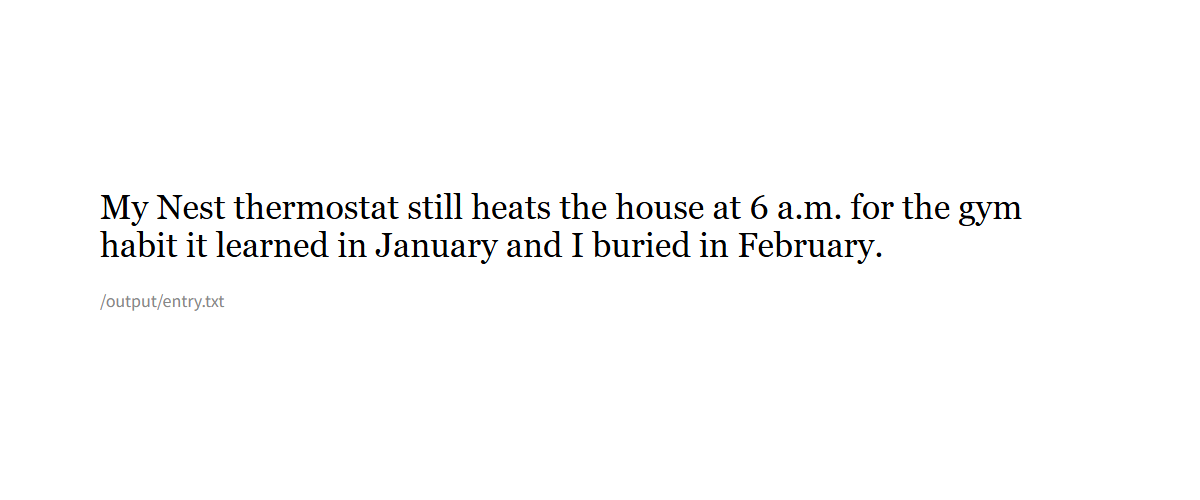 My Nest thermostat still heats the house at 6 a.m. for the gym
habit it learned in January and I buried in February.
/output/entry.txt